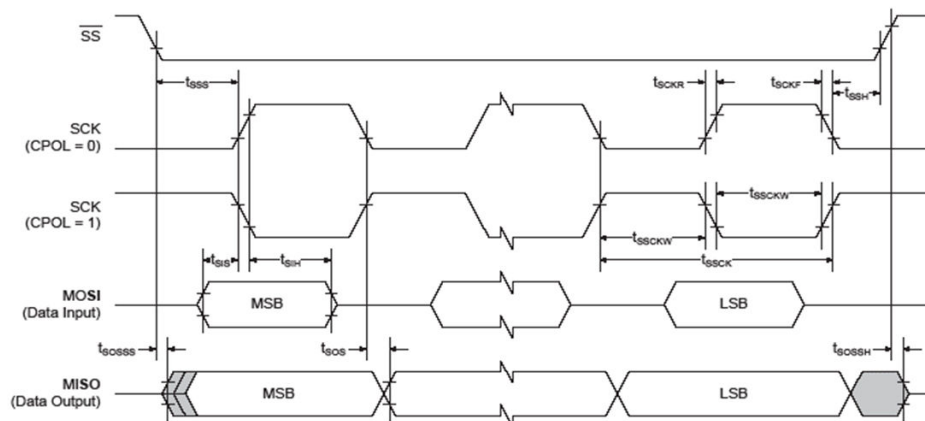 SS
tSSS
tSCKR
tSCKF
tSSH
SCK
(CPOL = 0)
SCK
(CPOL = 1)
tSSCKW
tSSCKW
tSSCK
tSIS
tSIH
MOSI
(Data Input)
MSB
LSB
tSOSSS
tSOS
tSOSSH
MISO
(Data Output)
MSB
LSB